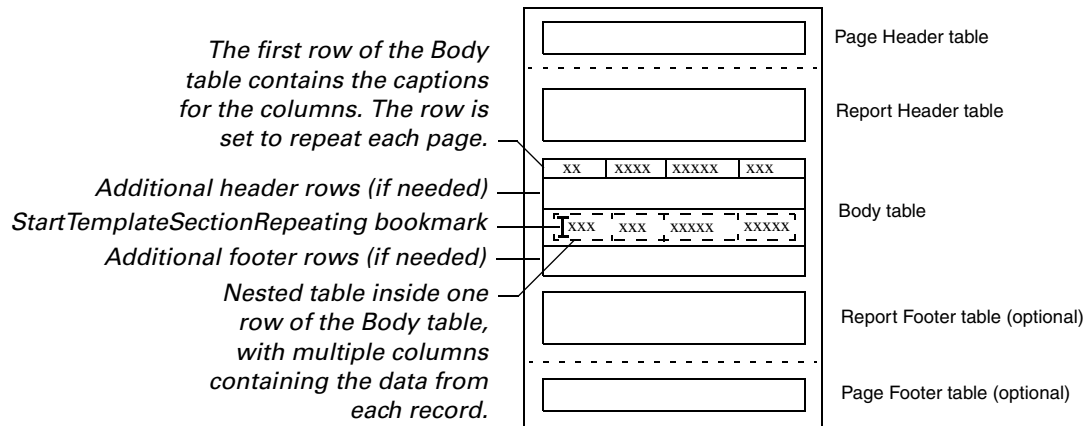 The first row of the Body
table contains the captions
for the columns. The row is
set to repeat each page.
Additional header rows (if needed)
StartTemplateSectionRepeating bookmark
Additional footer rows (if needed)
Nested table inside one
row of the Body table,
with multiple columns
containing the data from
each record.
xx xxxx xxxxx xxx
xxx xxx xxxxx xxxxx
Page Header table
Report Header table
Body table
Report Footer table (optional)
Page Footer table (optional)